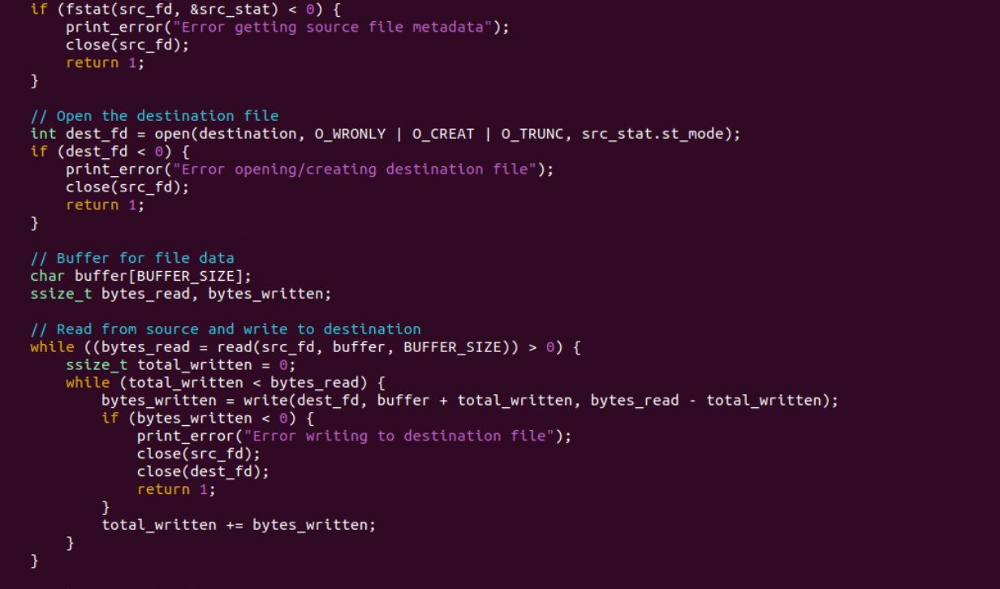 if (fstat(src_fd, &src_stat) < 0) {
    print_error("Error getting source file metadata");
    close(src_fd);
    return 1;
}

// Open the destination file
int dest_fd = open(destination, O_WRONLY | O_CREAT | O_TRUNC, src_stat.st_mode);
if (dest_fd < 0) {
    print_error("Error opening/creating destination file");
    close(src_fd);
    return 1;
}

// Buffer for file data
char buffer[BUFFER_SIZE];
ssize_t bytes_read, bytes_written;

// Read from source and write to destination
while ((bytes_read = read(src_fd, buffer, BUFFER_SIZE)) > 0) {
    ssize_t total_written = 0;
    while (total_written < bytes_read) {
        bytes_written = write(dest_fd, buffer + total_written, bytes_read - total_written);
        if (bytes_written < 0) {
            print_error("Error writing to destination file");
            close(src_fd);
            close(dest_fd);
            return 1;
        }
        total_written += bytes_written;
    }
}